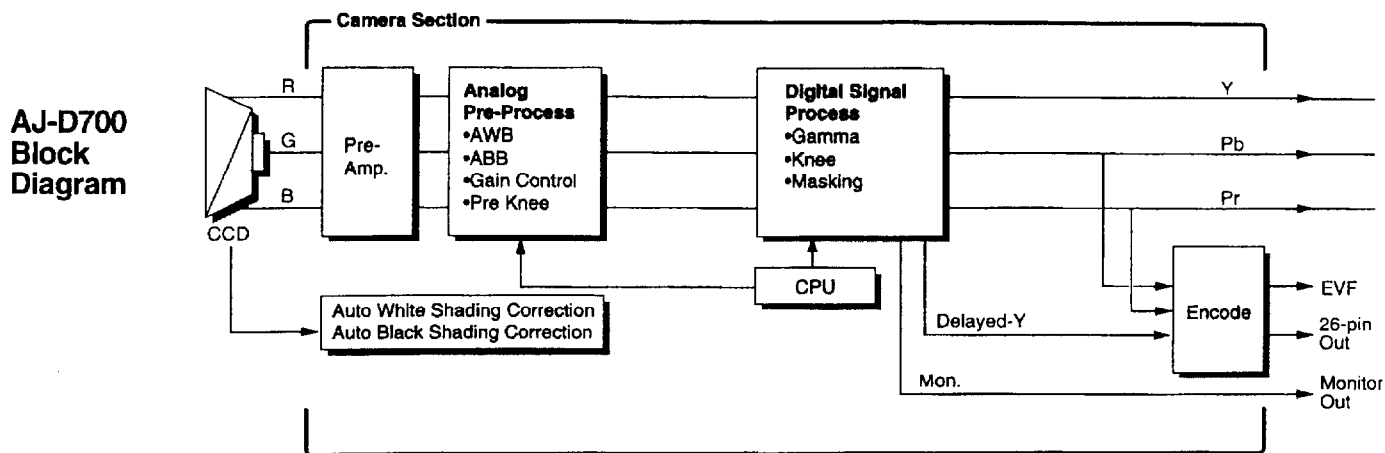 Camera Section
AJ-D700
Block
Diagram
R
G
B
CCD
Pre-
Amp.
Analog
Pre-Process
•AWB
•ABB
•Gain Control
•Pre Knee
Digital Signal
Process
•Gamma
•Knee
•Masking
Y
Pb
Pr
CPU
Auto White Shading Correction
Auto Black Shading Correction
Delayed-Y
Mon.
Encode
EVF
26-pin
Out
Monitor
Out